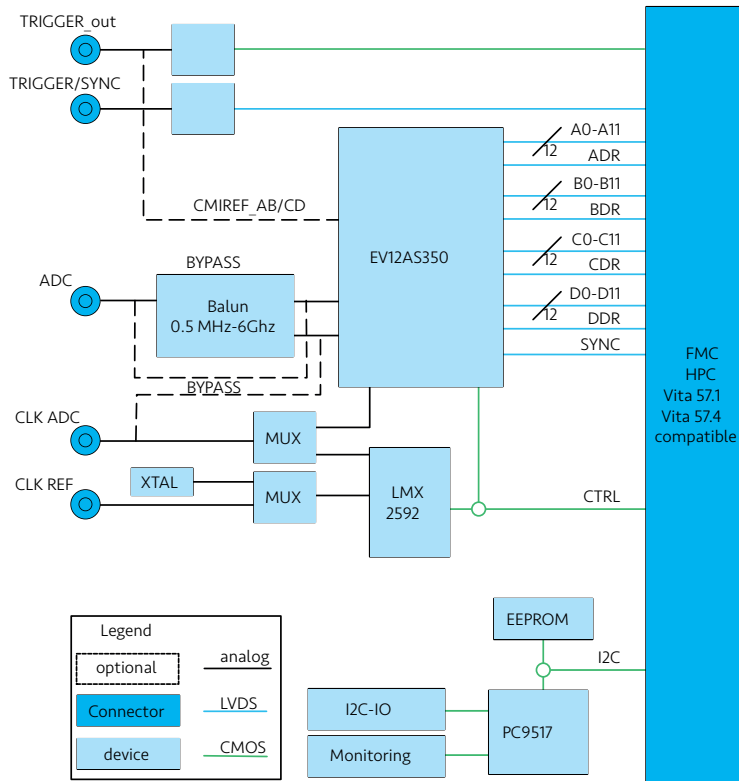 TRIGGER_out
TRIGGER/SYNC
A0-A11
12
ADR
B0-B11
12
BDR
CMIREF_AB/CD
C0-C11
EV12AS350
12
CDR
BYPASS
ADC
Balun
0.5 MHz-6Ghz
D0-D11
12
DDR
SYNC
FMC
HPC
Vita 57.1
Vita 57.4
compatible
BYPASS
CLK ADC
MUX
CLK REF
XTAL
MUX
LMX
2592
CTRL
EEPROM
I2C
I2C-IO
Monitoring
PC9517
Legend
optional
analog
Connector
LVDS
device
CMOS